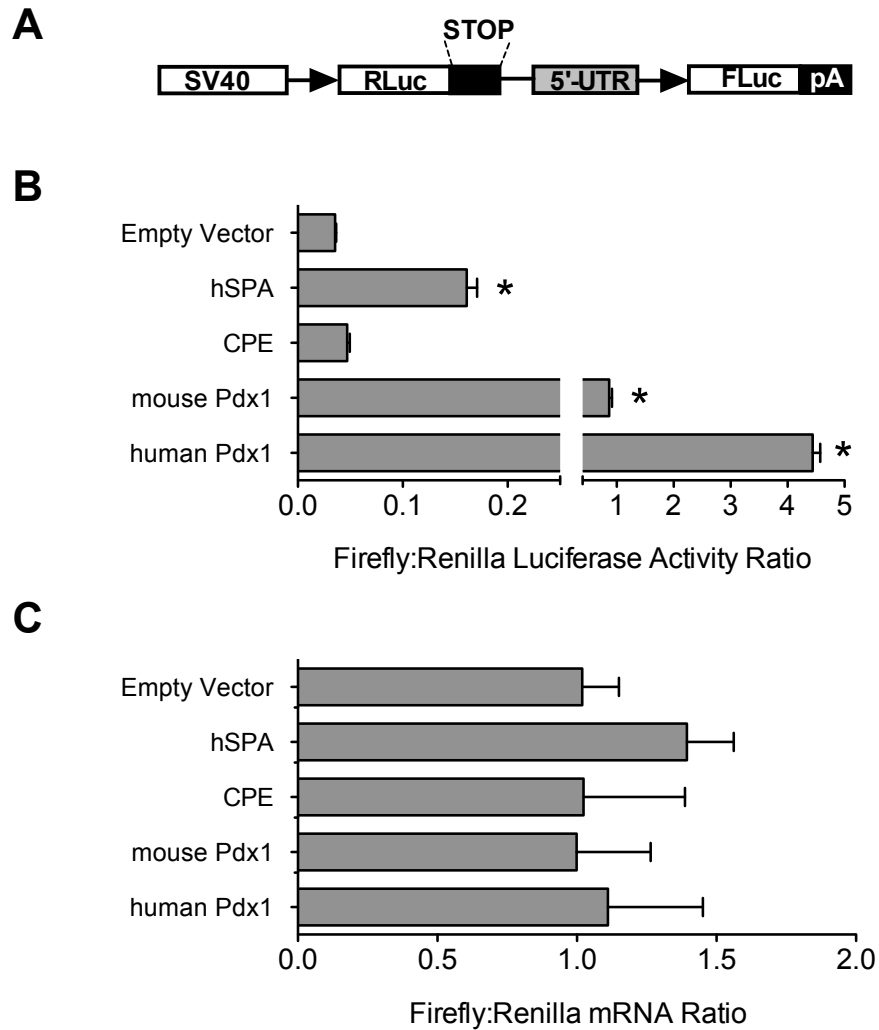 A
STOP
SV40 RLuc 5'-UTR FLuc pA
B
Empty Vector
hSPA *
CPE
mouse Pdx1 *
human Pdx1 *
0.0 0.1 0.2 1 2 3 4 5
Firefly:Renilla Luciferase Activity Ratio
C
Empty Vector
hSPA
CPE
mouse Pdx1
human Pdx1
0.0 0.5 1.0 1.5 2.0
Firefly:Renilla mRNA Ratio